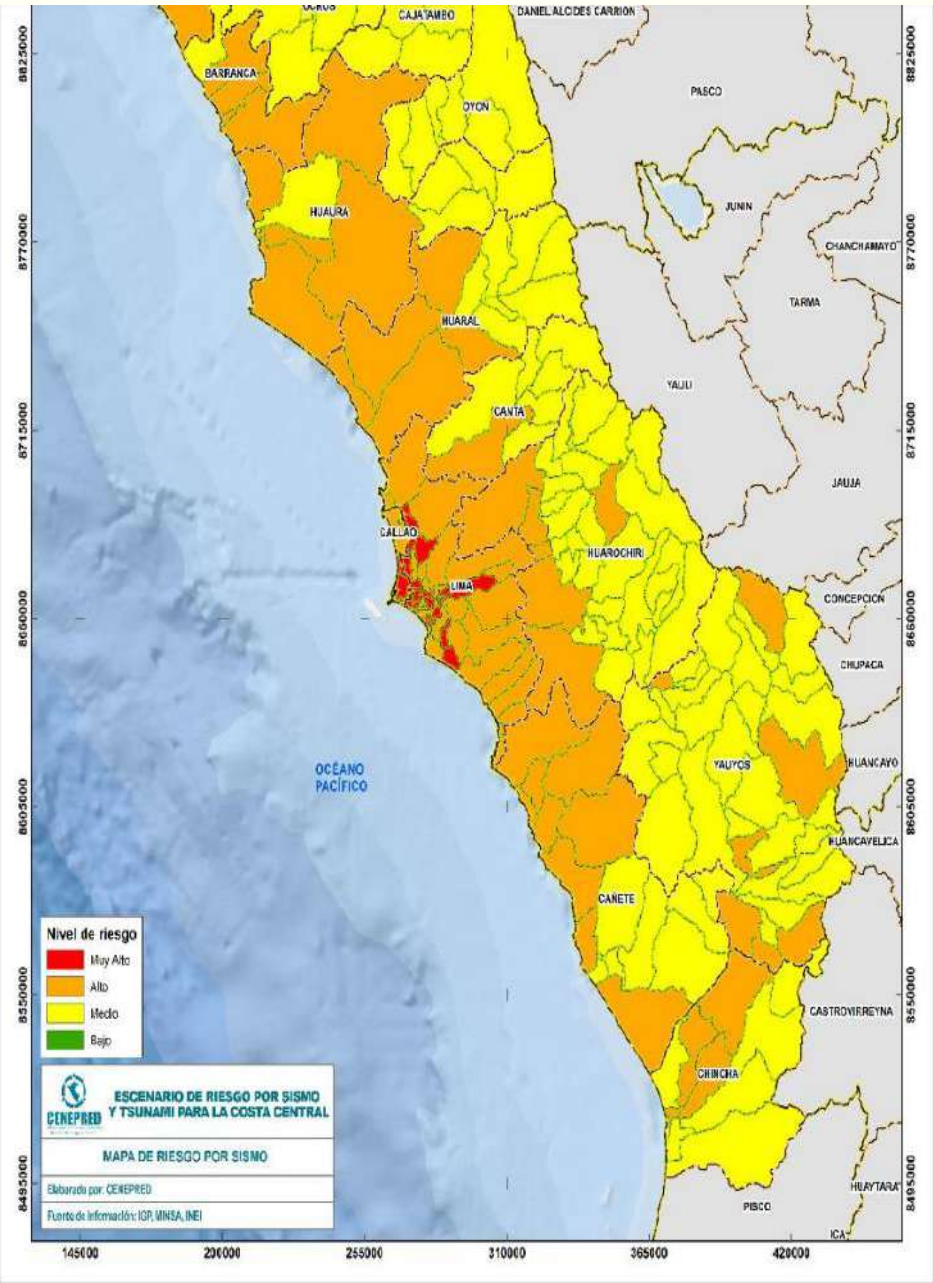 OCROS
CAJATAMBO
DANIEL ALCIDES CARRION
8825000
8825000
BARRANCA
PASCO
OYON
JUNIN
HUAURA
8770000
8770000
CHANCHAMAYO
TARMA
HUARAL
YAULI
CANTA
8715000
8715000
JAUJA
CALLAO
HUAROCHIRI
LIMA
CONCEPCION
8660000
8660000
CHUPACA
OCÉANO
PACÍFICO
YAUYOS
HUANCAYO
8605000
8605000
HUANCAVELICA
CAÑETE
Nivel de riesgo
Muy Alto
Alto
Medio
Bajo
8550000
8550000
CASTROVIRREYNA
CHINCHA
CENEPRED
ESCENARIO DE RIESGO POR SISMO
Y TSUNAMI PARA LA COSTA CENTRAL
MAPA DE RIESGO POR SISMO
Elaborado por: CENEPRED
Fuente de Información: IGP, MINSA, INEI
8495000
8495000
HUAYTARA
PISCO
ICA
145000
200000
255000
310000
365000
420000